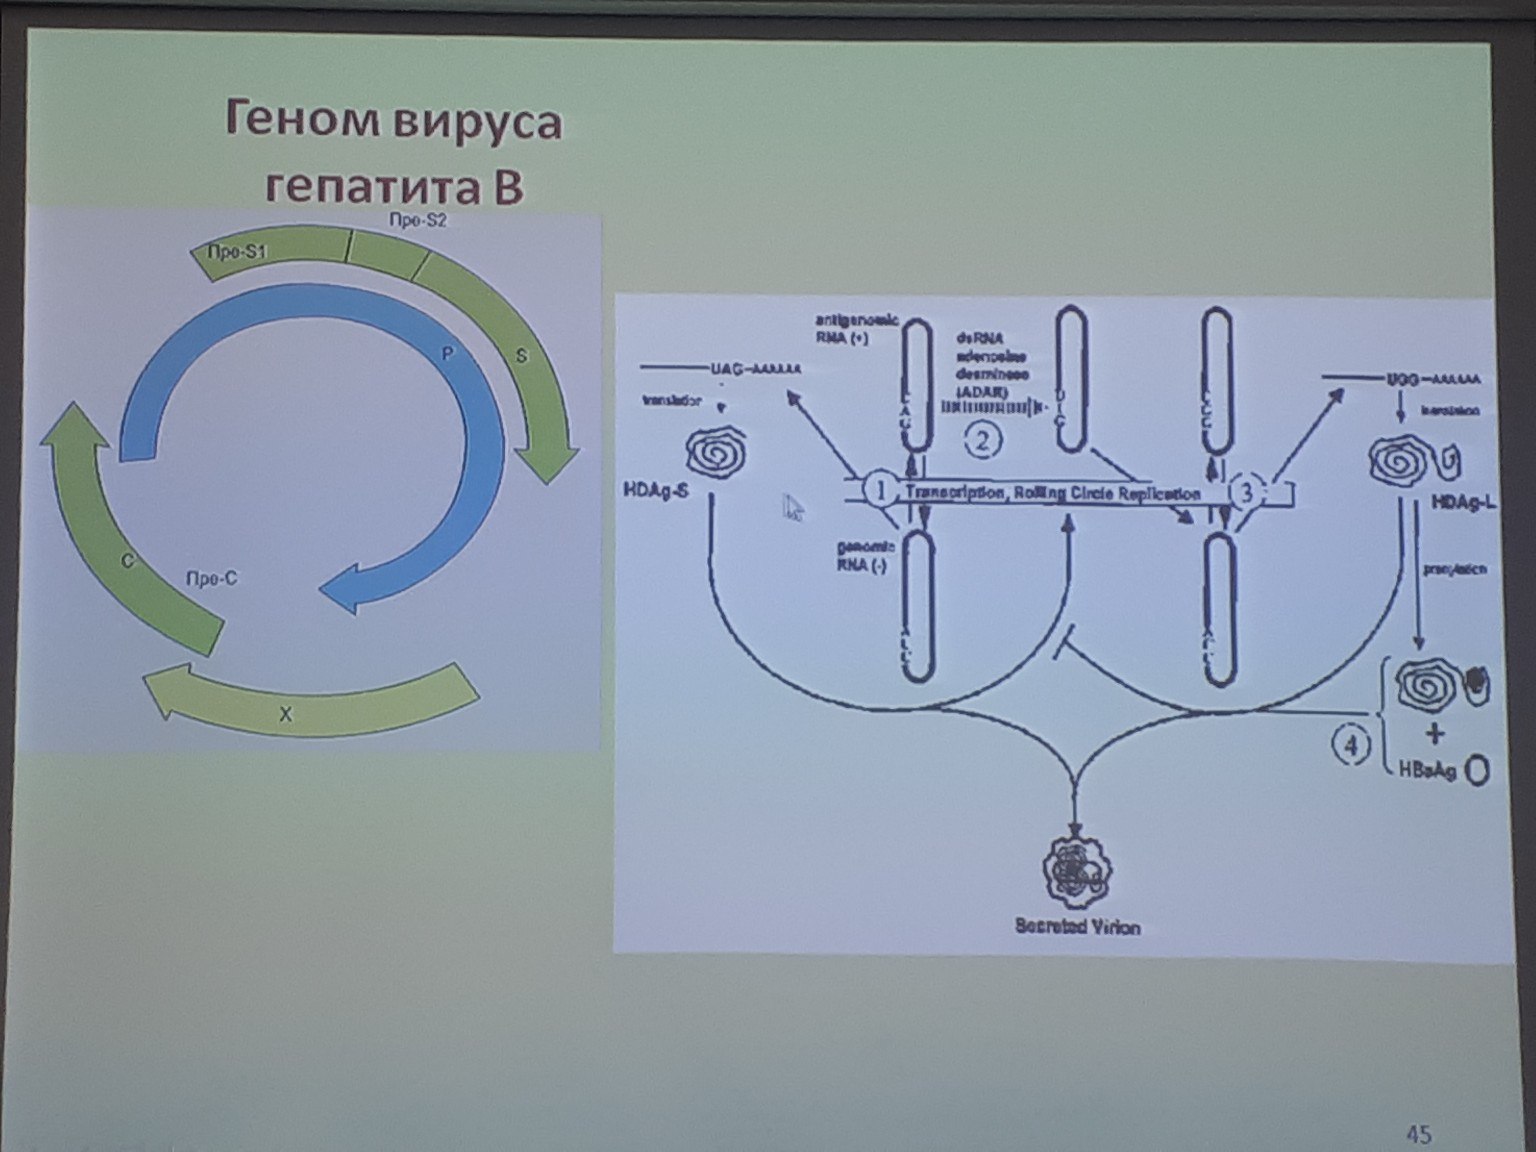 Геном вируса
гепатита В
Пре-S2
Пре-S1
P
S
C
Пре-С
X
antigenomic
RNA (+)
dsRNA
adenosine
deaminase
(ADAR)
UAG-AAAAAA
UGG-AAAAAA
translation
translation
2
HDAg-S
1
Transcription, Rolling Circle Replication
3
HDAg-L
genomic
RNA (-)
prenylation
4
+
HBsAg
Secreted Virion
45